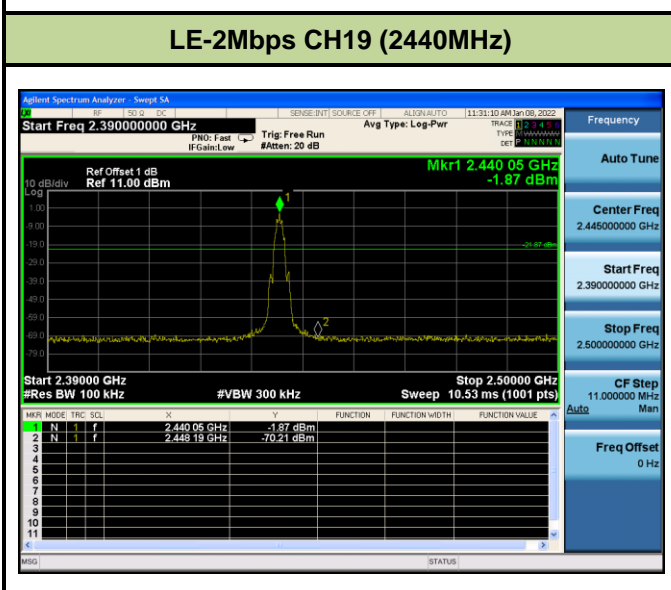 LE-2Mbps CH19 (2440MHz)
Agilent Spectrum Analyzer - Swept SA
RF 50 Ω DC SENSE:INT SOURCE OFF ALIGN AUTO 11:31:10 AM Jan 08, 2022
Start Freq 2.390000000 GHz
PNO: Fast
IFGain:Low
Trig: Free Run
#Atten: 20 dB
Avg Type: Log-Pwr
TRACE 1 2 3 4 5 6
TYPE
DET P N N N N N
Frequency
Auto Tune
Center Freq
2.445000000 GHz
Start Freq
2.390000000 GHz
Stop Freq
2.500000000 GHz
CF Step
11.000000 MHz
Auto Man
Freq Offset
0 Hz
Mkr1 2.440 05 GHz
-1.87 dBm
Ref Offset 1 dB
10 dB/div Ref 11.00 dBm
Log
1
1.00
-9.00
-19.0
-21.87 dBm
-29.0
-39.0
-49.0
-59.0
2
-69.0
-79.0
Start 2.39000 GHz Stop 2.50000 GHz
#Res BW 100 kHz #VBW 300 kHz Sweep 10.53 ms (1001 pts)
MKR MODE TRC SCL X Y FUNCTION FUNCTION WIDTH FUNCTION VALUE
1 N 1 f 2.440 05 GHz -1.87 dBm
2 N 1 f 2.448 19 GHz -70.21 dBm
3
4
5
6
7
8
9
10
11
MSG STATUS